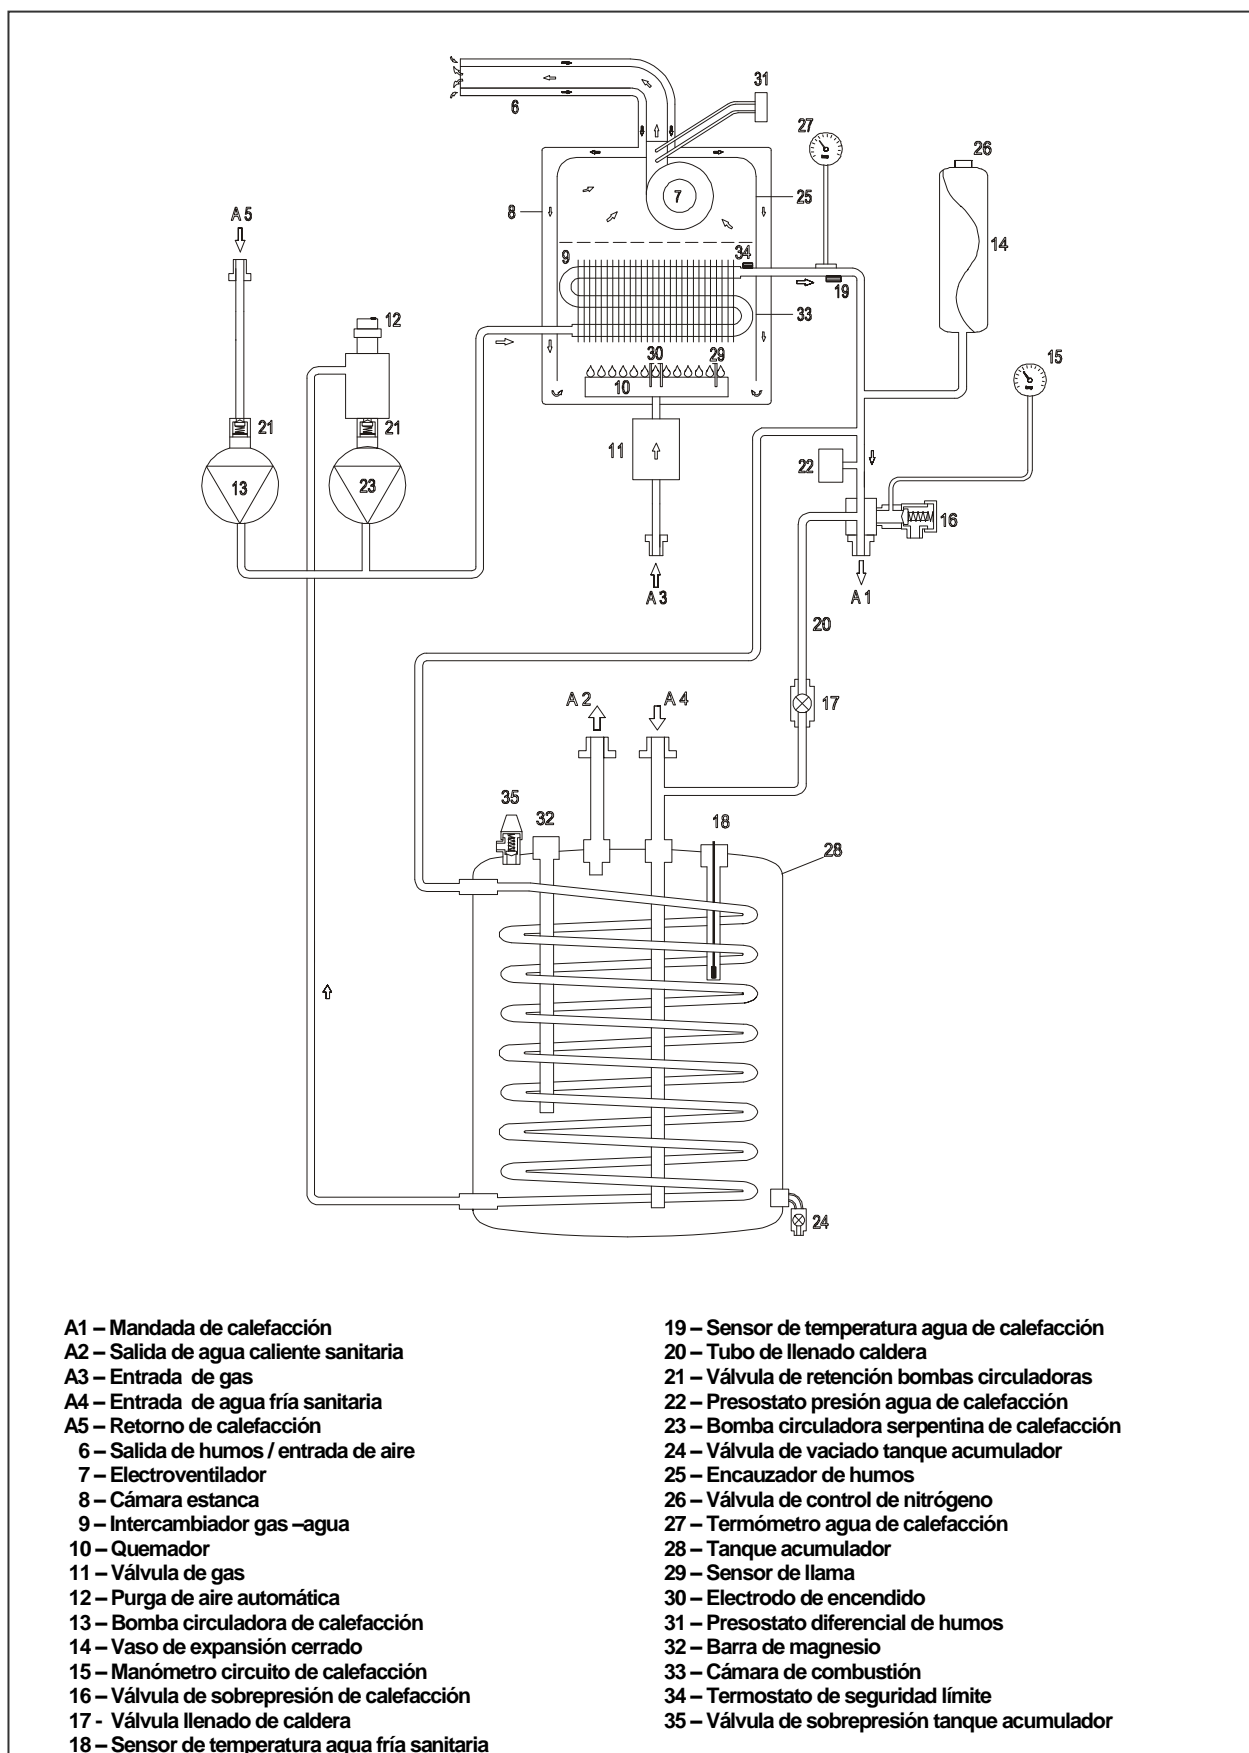 31
27
6
26
7
25
8
A 5
34
14
9
19
12
33
15
30
29
10
21
21
11
22
13
23
16
A 3
A 1
20
A 2
A 4
17
35
32
18
28
24
A1 – Mandada de calefacción
A2 – Salida de agua caliente sanitaria
A3 – Entrada de gas
A4 – Entrada de agua fría sanitaria
A5 – Retorno de calefacción
6 – Salida de humos / entrada de aire
7 – Electroventilador
8 – Cámara estanca
9 – Intercambiador gas –agua
10 – Quemador
11 – Válvula de gas
12 – Purga de aire automática
13 – Bomba circuladora de calefacción
14 – Vaso de expansión cerrado
15 – Manómetro circuito de calefacción
16 – Válvula de sobrepresión de calefacción
17 - Válvula llenado de caldera
18 – Sensor de temperatura agua fría sanitaria
19 – Sensor de temperatura agua de calefacción
20 – Tubo de llenado caldera
21 – Válvula de retención bombas circuladoras
22 – Presostato presión agua de calefacción
23 – Bomba circuladora serpentina de calefacción
24 – Válvula de vaciado tanque acumulador
25 – Encauzador de humos
26 – Válvula de control de nitrógeno
27 – Termómetro agua de calefacción
28 – Tanque acumulador
29 – Sensor de llama
30 – Electrodo de encendido
31 – Presostato diferencial de humos
32 – Barra de magnesio
33 – Cámara de combustión
34 – Termostato de seguridad límite
35 – Válvula de sobrepresión tanque acumulador